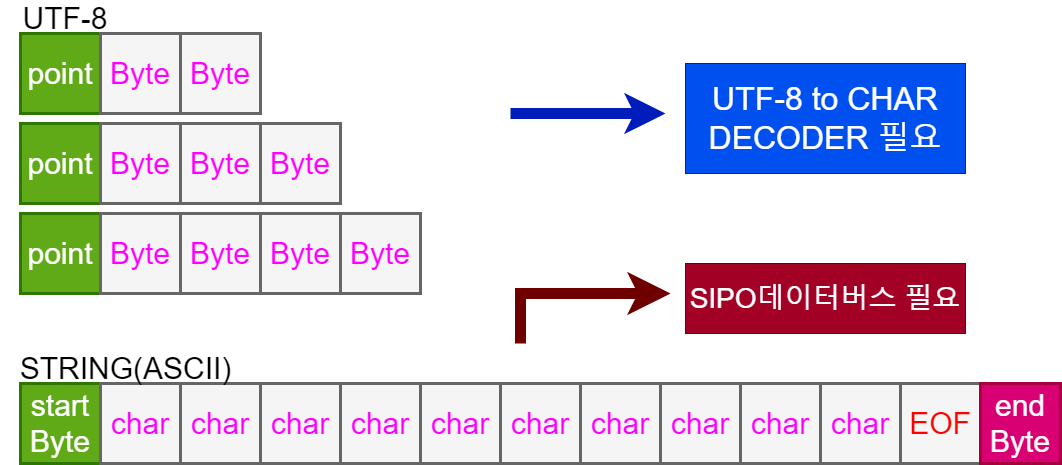 UTF-8
point Byte Byte
UTF-8 to CHAR
DECODER 필요
point Byte Byte Byte
point Byte Byte Byte Byte
SIPO데이터버스 필요
STRING(ASCII)
start
Byte
char char char char char char char char char char EOF
end
Byte